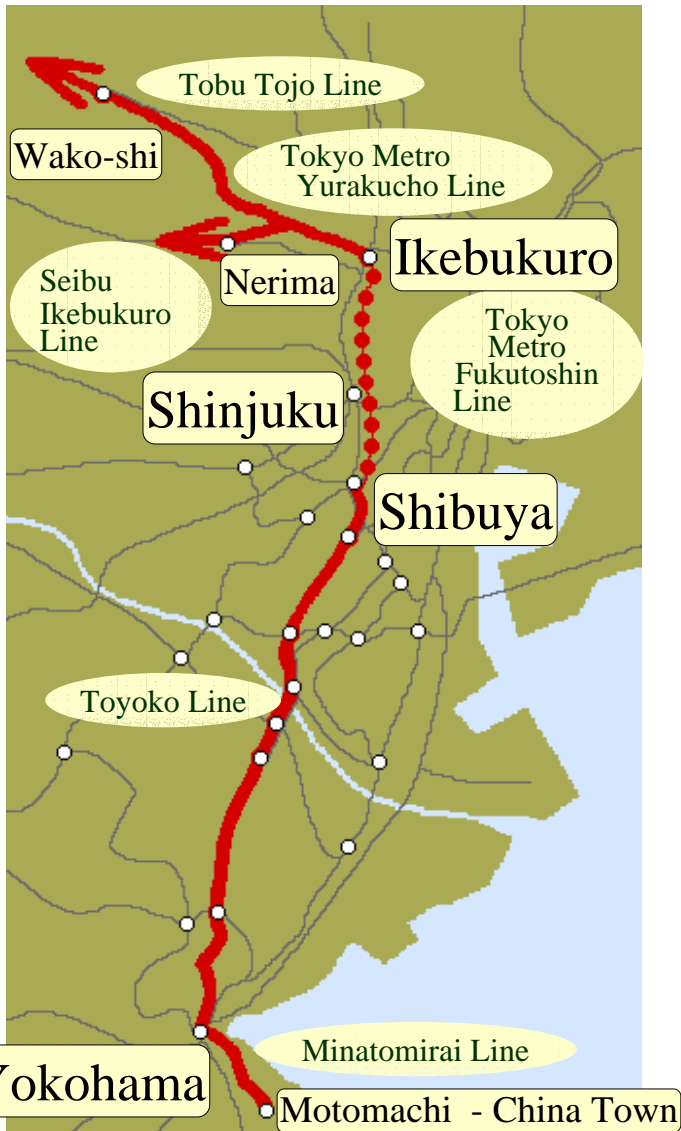 Tobu Tojo Line
Wako-shi
Tokyo Metro
Yurakucho Line
Ikebukuro
Nerima
Seibu
Ikebukuro
Line
Tokyo
Metro
Fukutoshin
Line
Shinjuku
Shibuya
Toyoko Line
Minatomirai Line
Yokohama
Motomachi - China Town